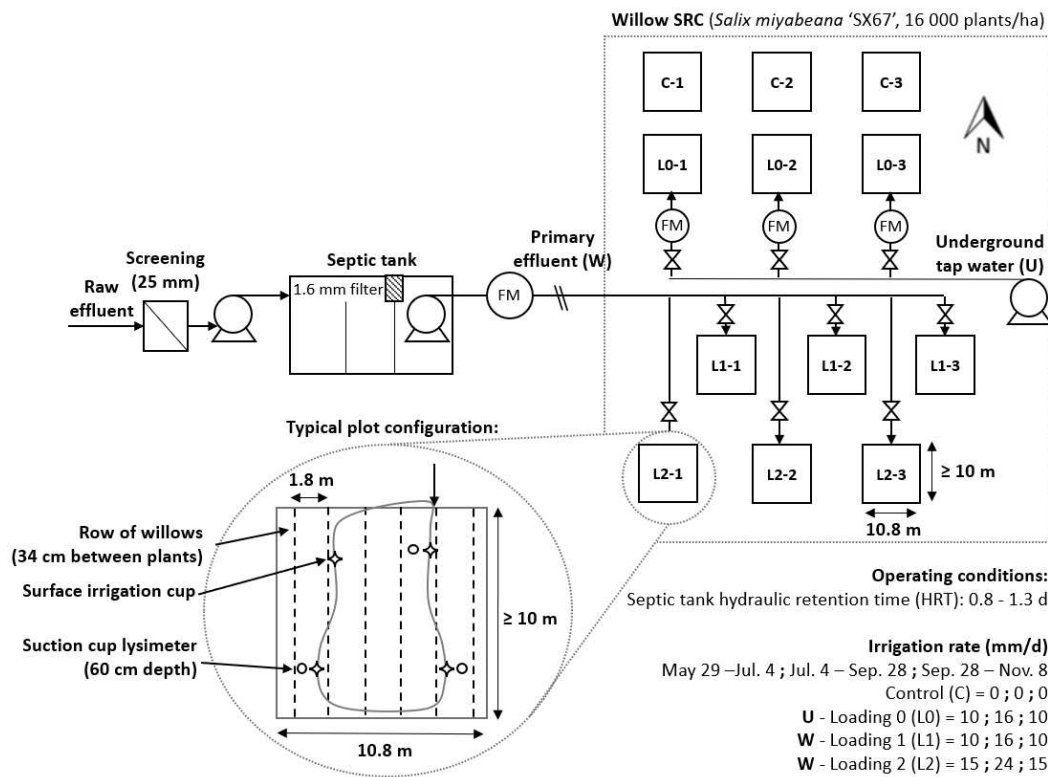 Willow SRC (Salix miyabeana ‘SX67’, 16 000 plants/ha)
C-1
C-2
C-3
N
L0-1
L0-2
L0-3
FM
FM
FM
Primary
effluent (W)
Underground
tap water (U)
Screening
(25 mm)
Septic tank
Raw
effluent
1.6 mm filter
FM
L1-1
L1-2
L1-3
Typical plot configuration:
L2-1
L2-2
L2-3
≥ 10 m
10.8 m
1.8 m
Row of willows
(34 cm between plants)
Surface irrigation cup
Suction cup lysimeter
(60 cm depth)
≥ 10 m
10.8 m
Operating conditions:
Septic tank hydraulic retention time (HRT): 0.8 - 1.3 d
Irrigation rate (mm/d)
May 29 –Jul. 4 ; Jul. 4 – Sep. 28 ; Sep. 28 – Nov. 8
Control (C) = 0 ; 0 ; 0
U - Loading 0 (L0) = 10 ; 16 ; 10
W - Loading 1 (L1) = 10 ; 16 ; 10
W - Loading 2 (L2) = 15 ; 24 ; 15